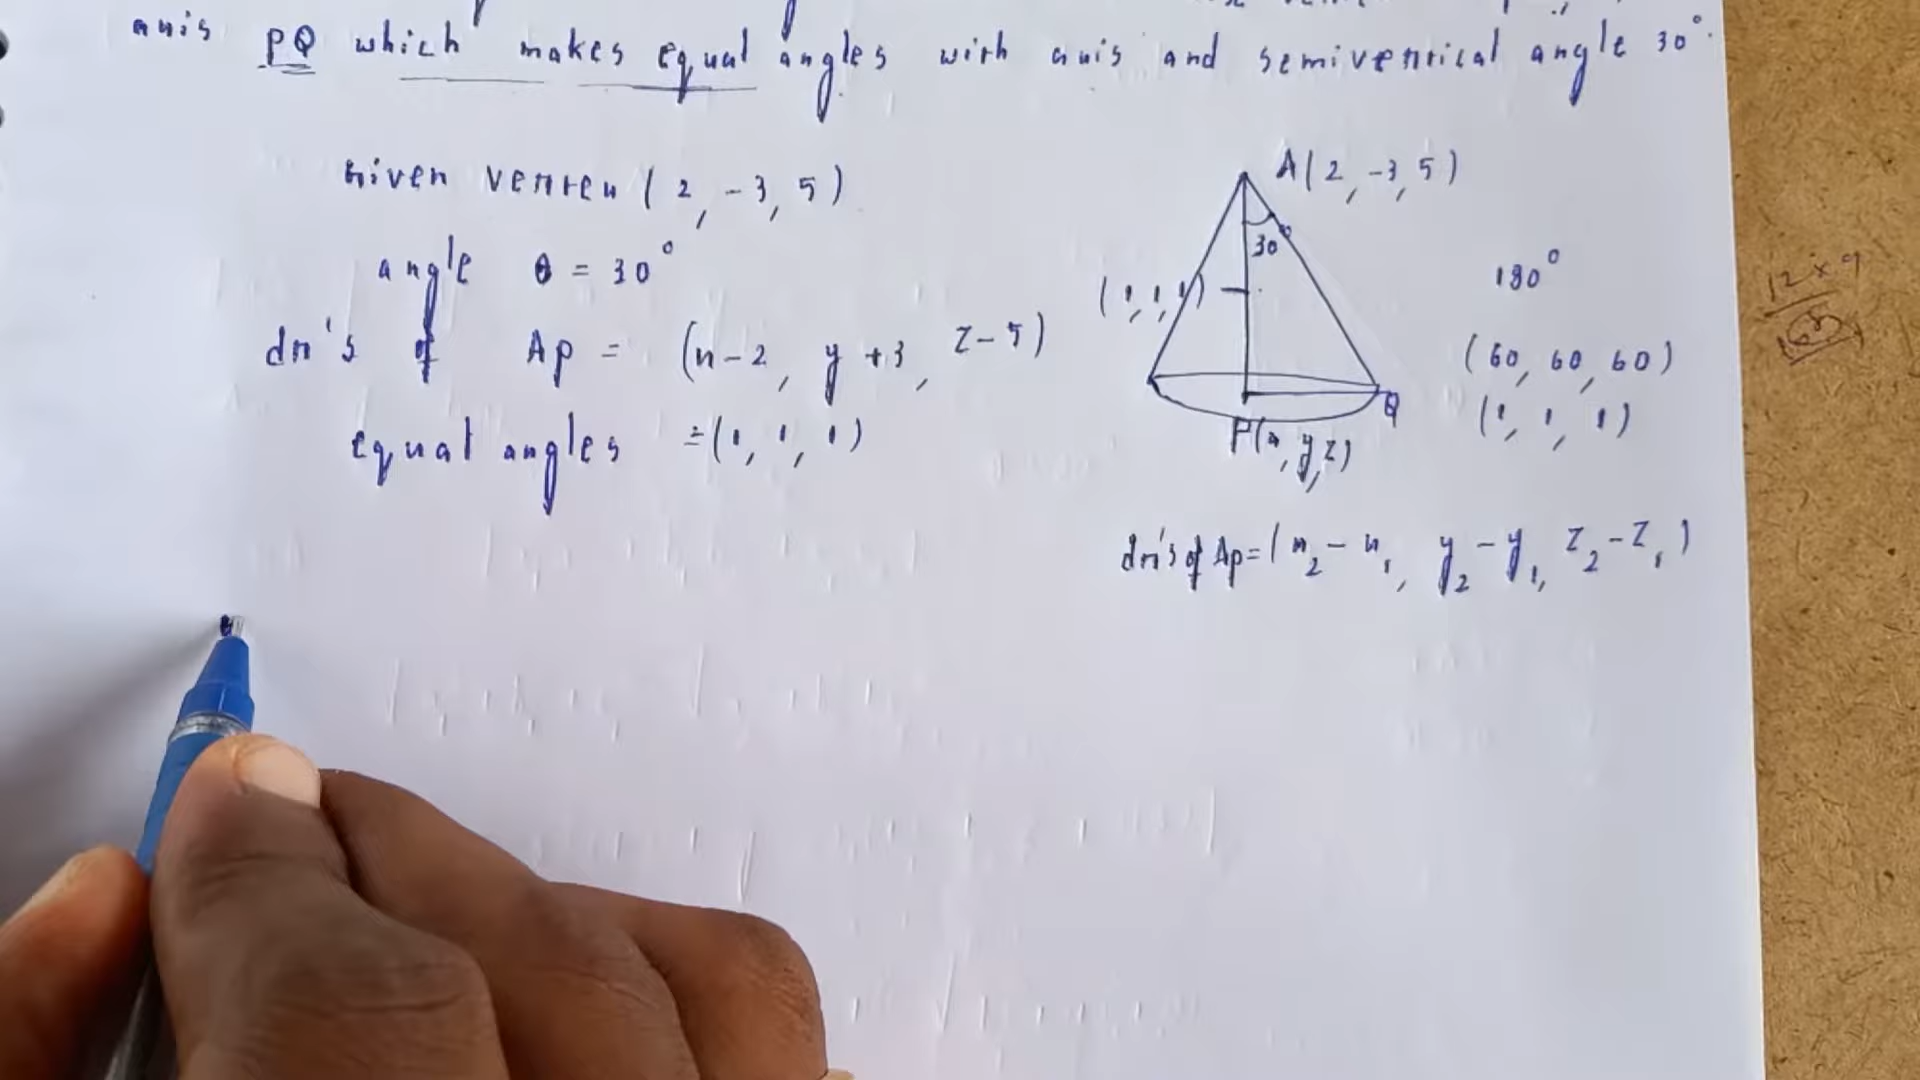 axis PQ which makes equal angles with axis and semivertical angle 30°.
Given vertex (2, -3, 5)
angle θ = 30°
dr's of AP = (x-2, y+3, z-5)
equal angles = (1, 1, 1)
A(2, -3, 5)
30°
(1, 1, 1)
Q
P(x, y, z)
180°
(60, 60, 60)
(1, 1, 1)
dr's of AP = (x₂ - x₁, y₂ - y₁, z₂ - z₁)
12 x 9